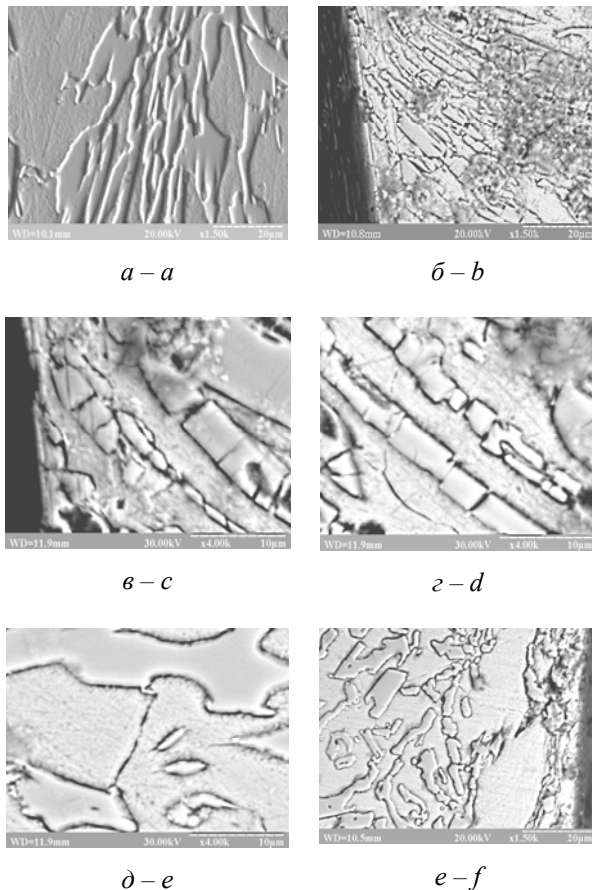 WD=10.1mm 20.00kV x1.50k 20µm
WD=10.8mm 20.00kV x1.50k 20µm
а – a
б – b
WD=11.9mm 30.00kV x4.00k 10µm
WD=11.9mm 30.00kV x4.00k 10µm
в – c
г – d
WD=11.9mm 30.00kV x4.00k 10µm
WD=10.5mm 20.00kV x1.50k 20µm
д – e
е – f